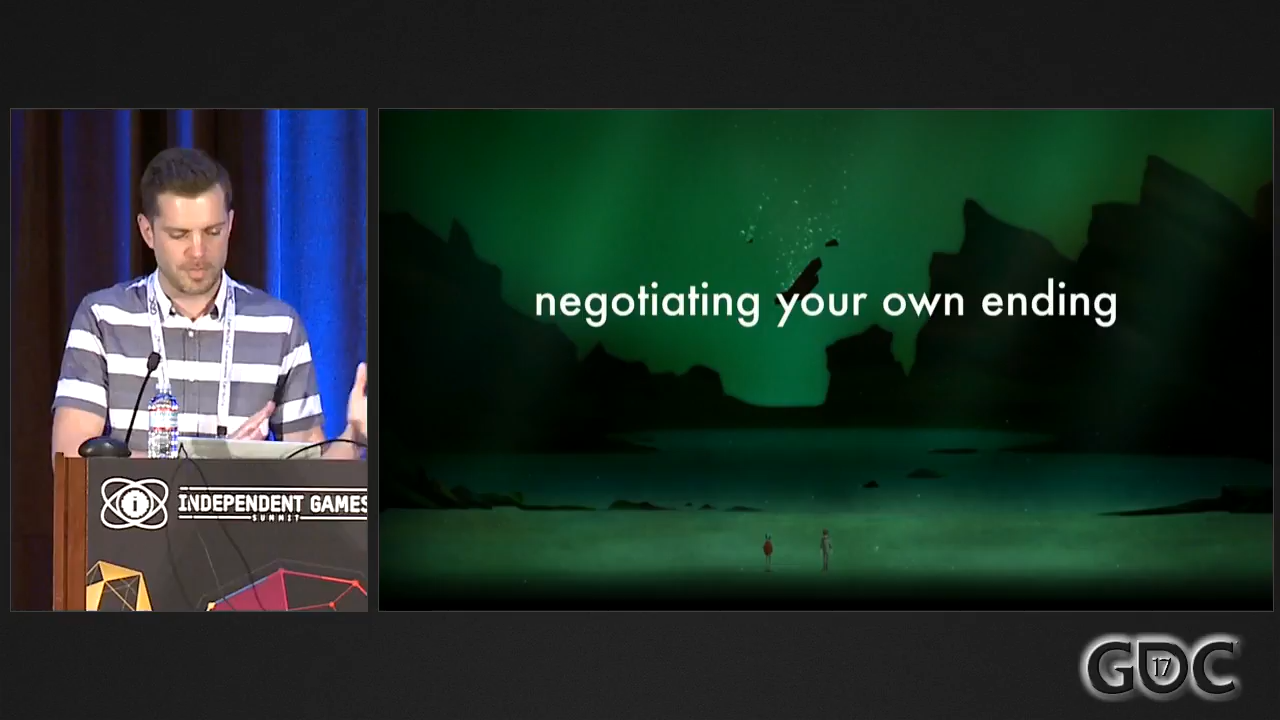 negotiating your own ending
i
INDEPENDENT GAMES
SUMMIT
GDC
17